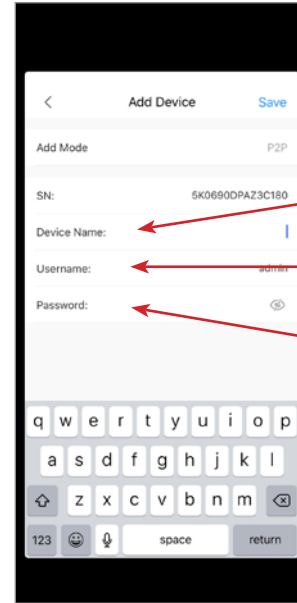 Add Device Save
Add Mode P2P
SN: 5K0690DPAZ3C180
Device Name:
Username: admin
Password:
q w e r t y u i o p
a s d f g h j k l
z x c v b n m
123 space return